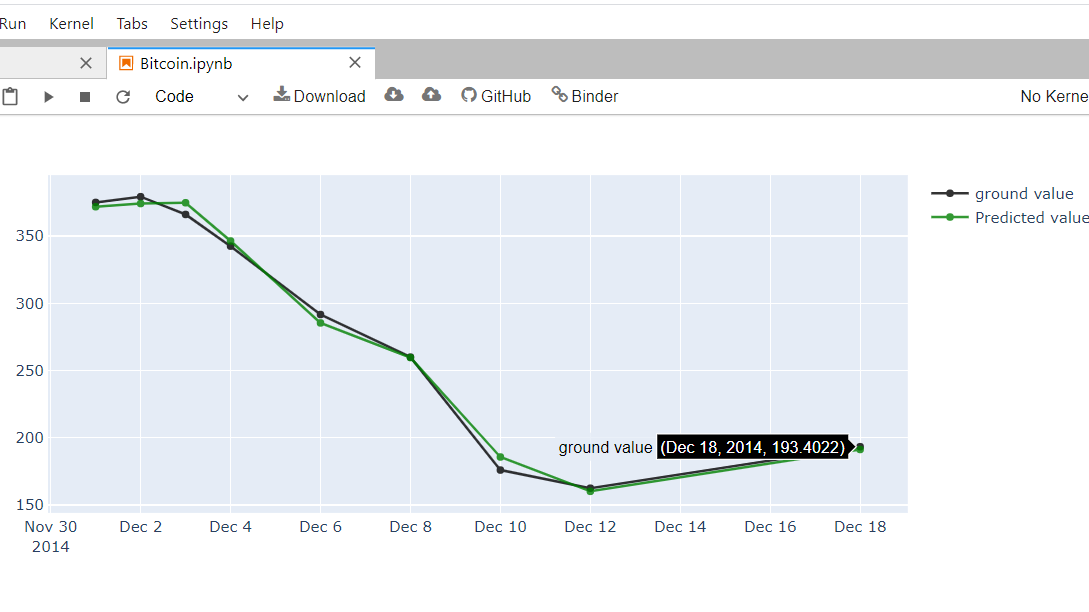 Run Kernel Tabs Settings Help
Bitcoin.ipynb
Code Download GitHub Binder No Kerne
ground value
Predicted value
350
300
250
200
150
ground value (Dec 18, 2014, 193.4022)
Nov 30 Dec 2 Dec 4 Dec 6 Dec 8 Dec 10 Dec 12 Dec 14 Dec 16 Dec 18
2014